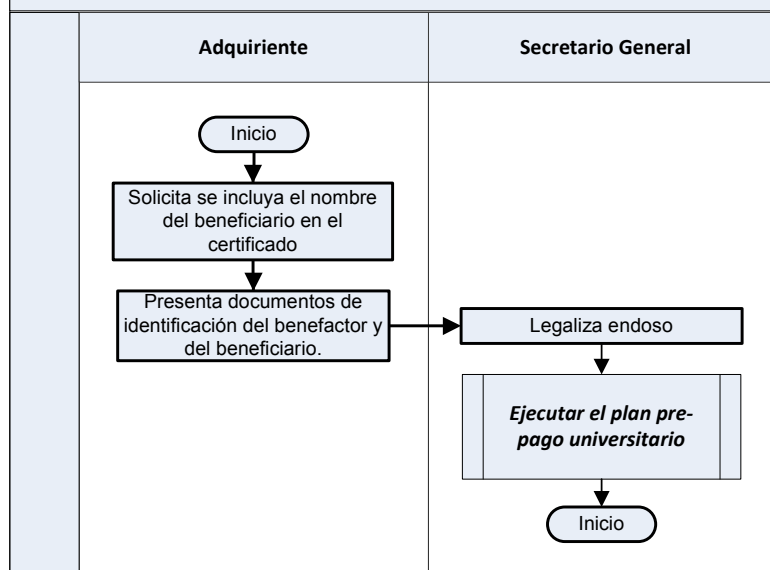 Adquiriente
Secretario General
Inicio
Solicita se incluya el nombre
del beneficiario en el
certificado
Presenta documentos de
identificación del benefactor y
del beneficiario.
Legaliza endoso
Ejecutar el plan pre-
pago universitario
Inicio